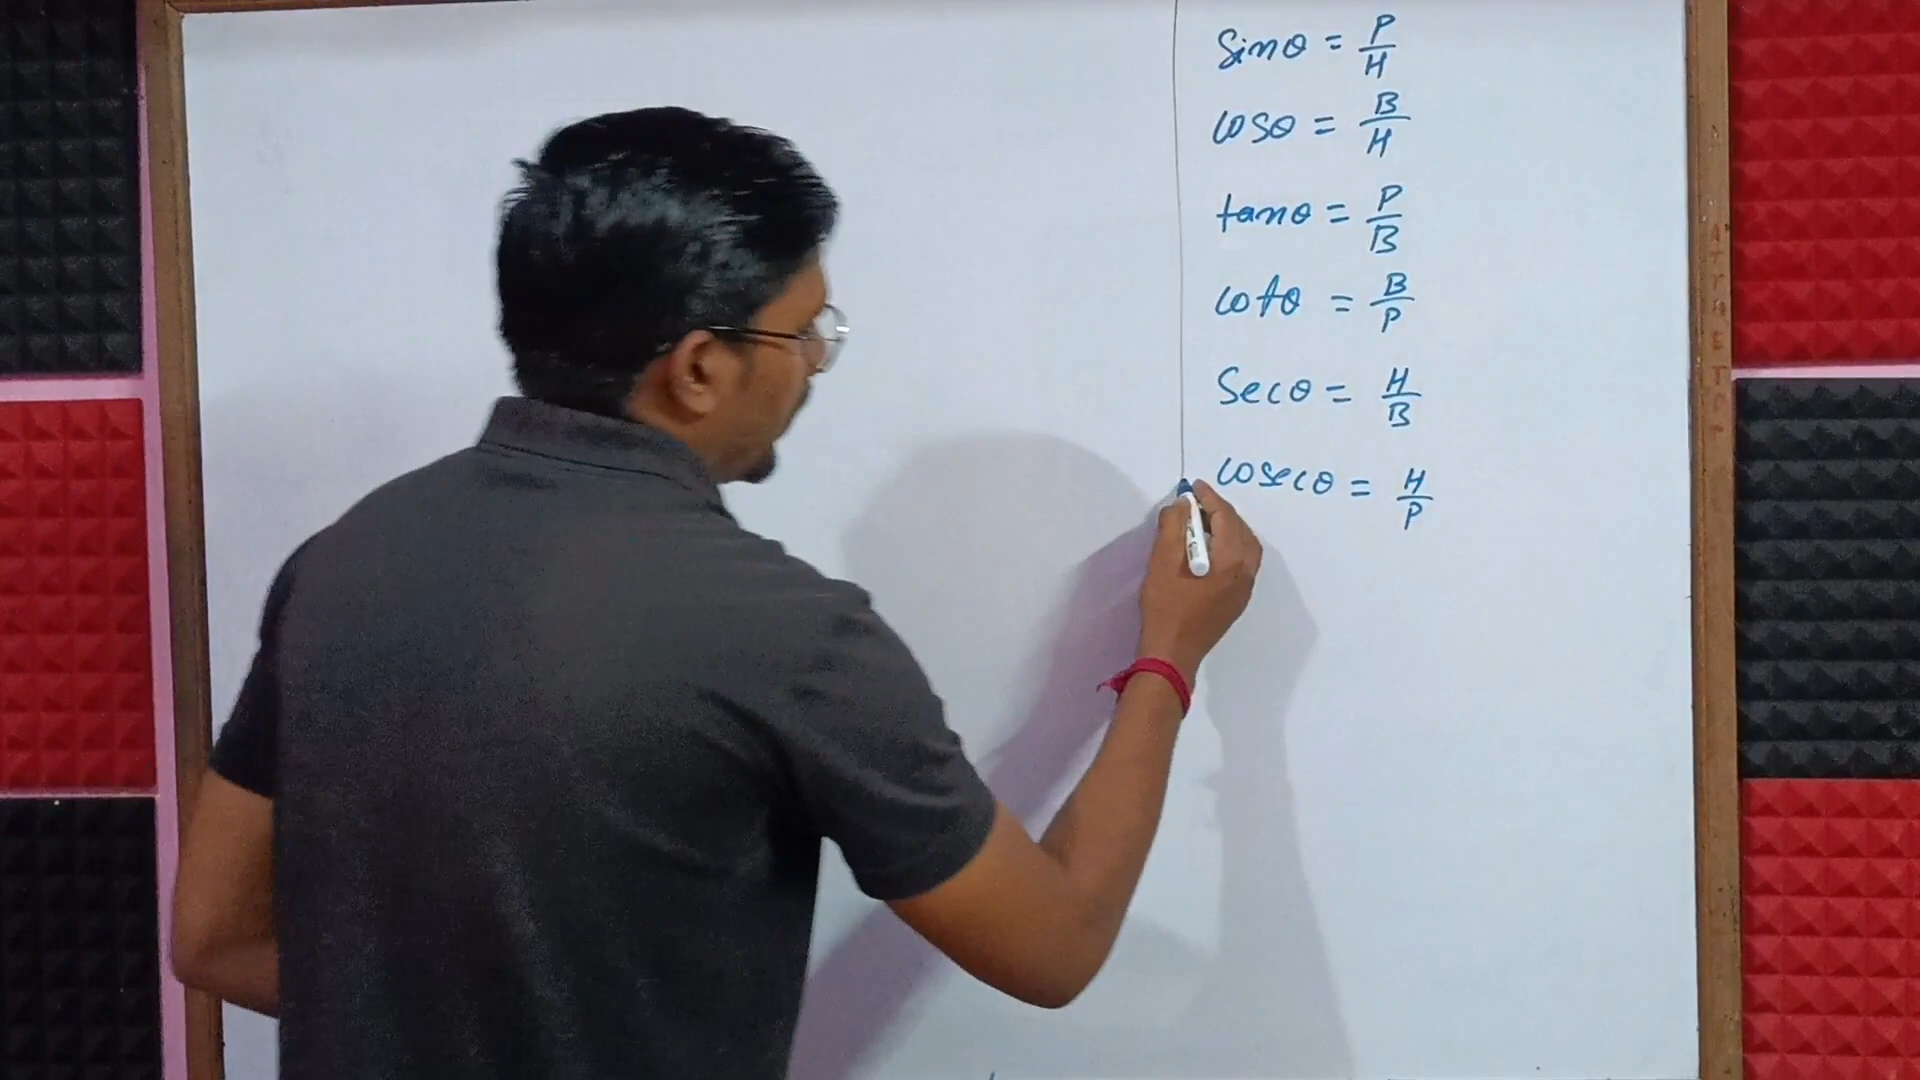 Sinθ = P/H
cosθ = B/H
tanθ = P/B
cotθ = B/P
Secθ = H/B
cosecθ = H/P